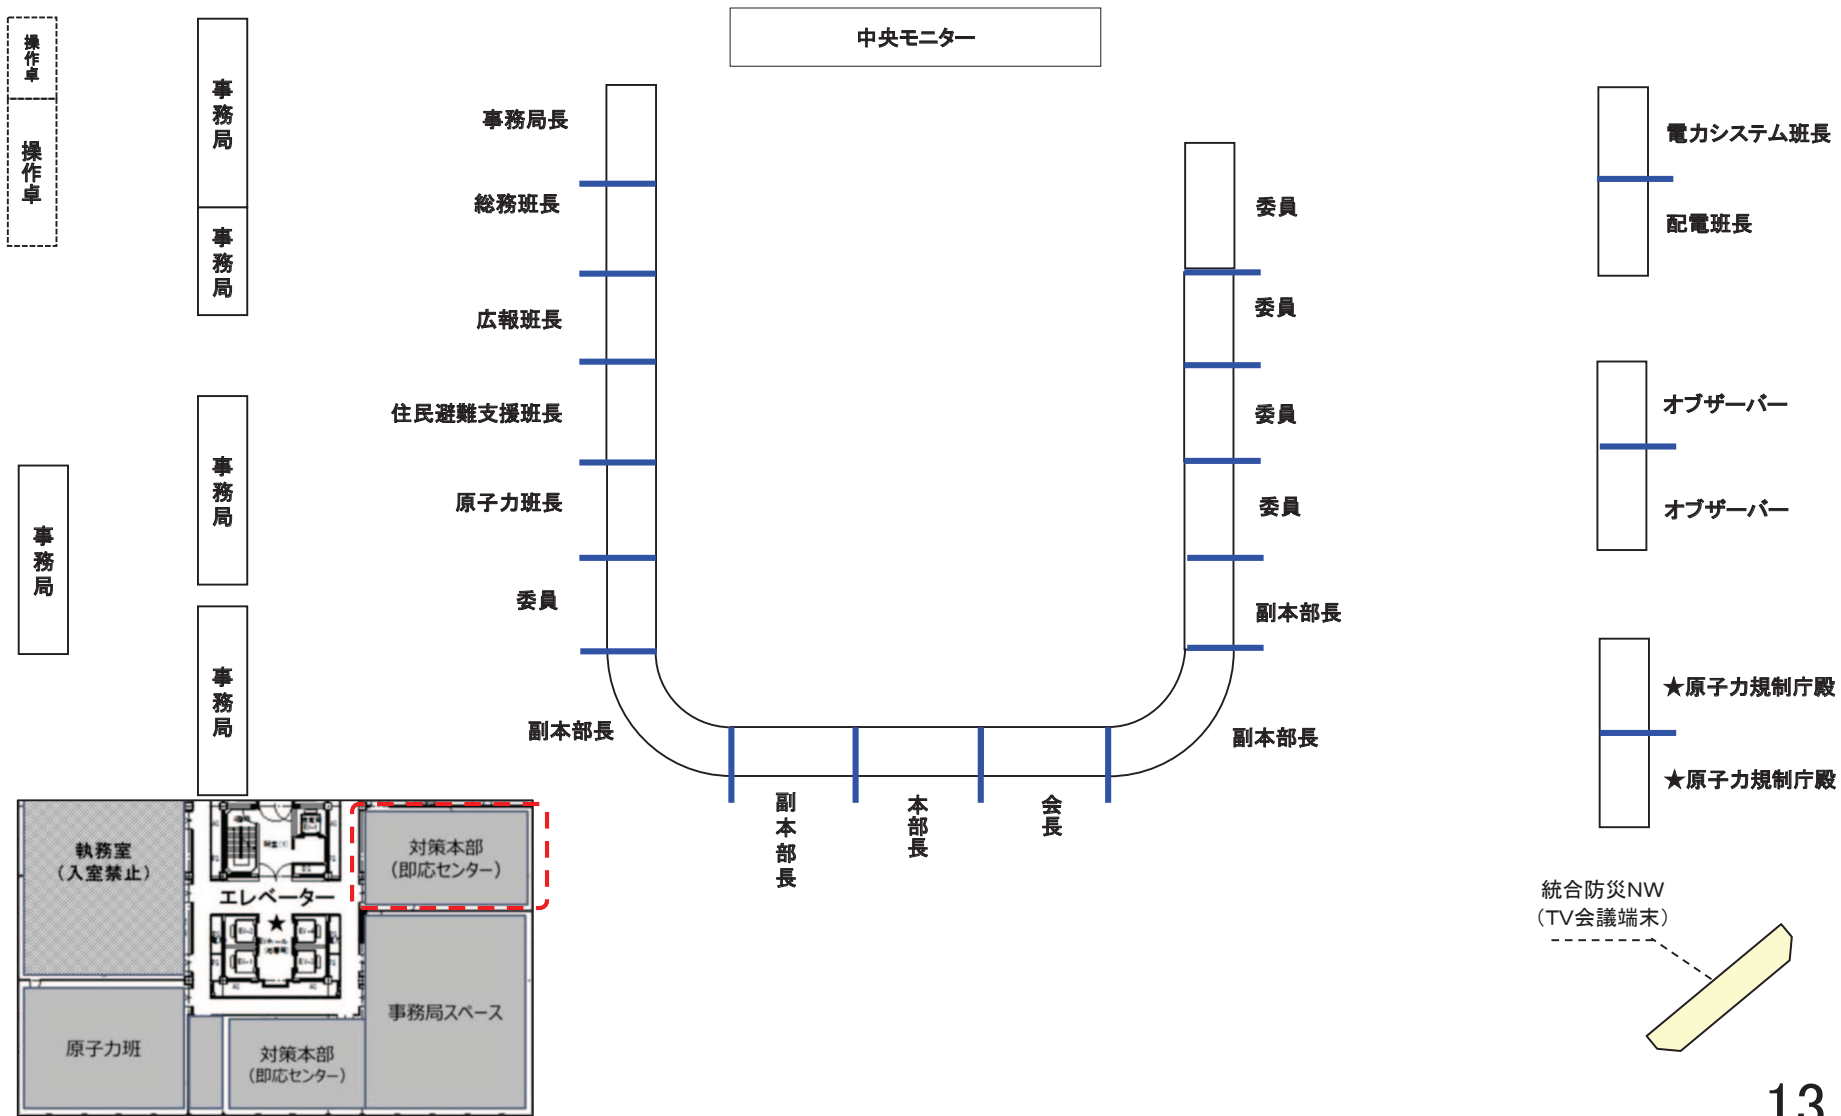 中央モニター
操作卓
操作卓
事務局
事務局
事務局
事務局
事務局
事務局長
総務班長
広報班長
住民避難支援班長
原子力班長
委員
副本部長
副本部長
本部長
会長
副本部長
副本部長
委員
委員
委員
委員
電力システム班長
配電班長
オブザーバー
オブザーバー
★原子力規制庁殿
★原子力規制庁殿
統合防災NW
（TV会議端末）
執務室
（入室禁止）
エレベーター
★
対策本部
（即応センター）
事務局スペース
原子力班
対策本部
（即応センター）
13